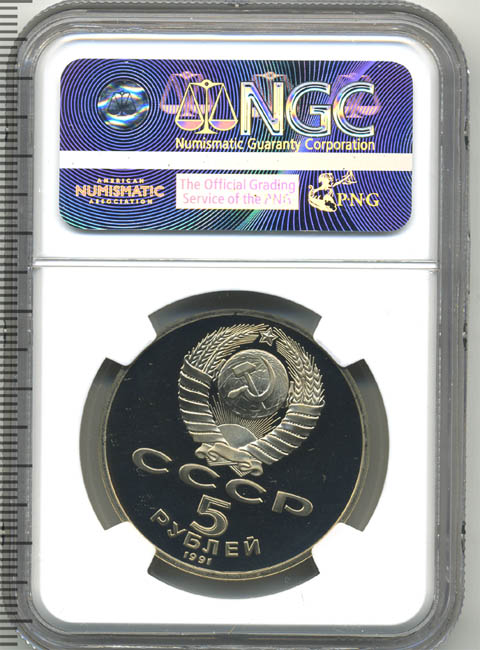 NGC
Numismatic Guaranty Corporation
AMERICAN
NUMISMATIC
ASSOCIATION
The Official Grading
Service of the PNG
PNG
СССР
5
РУБЛЕЙ
1991